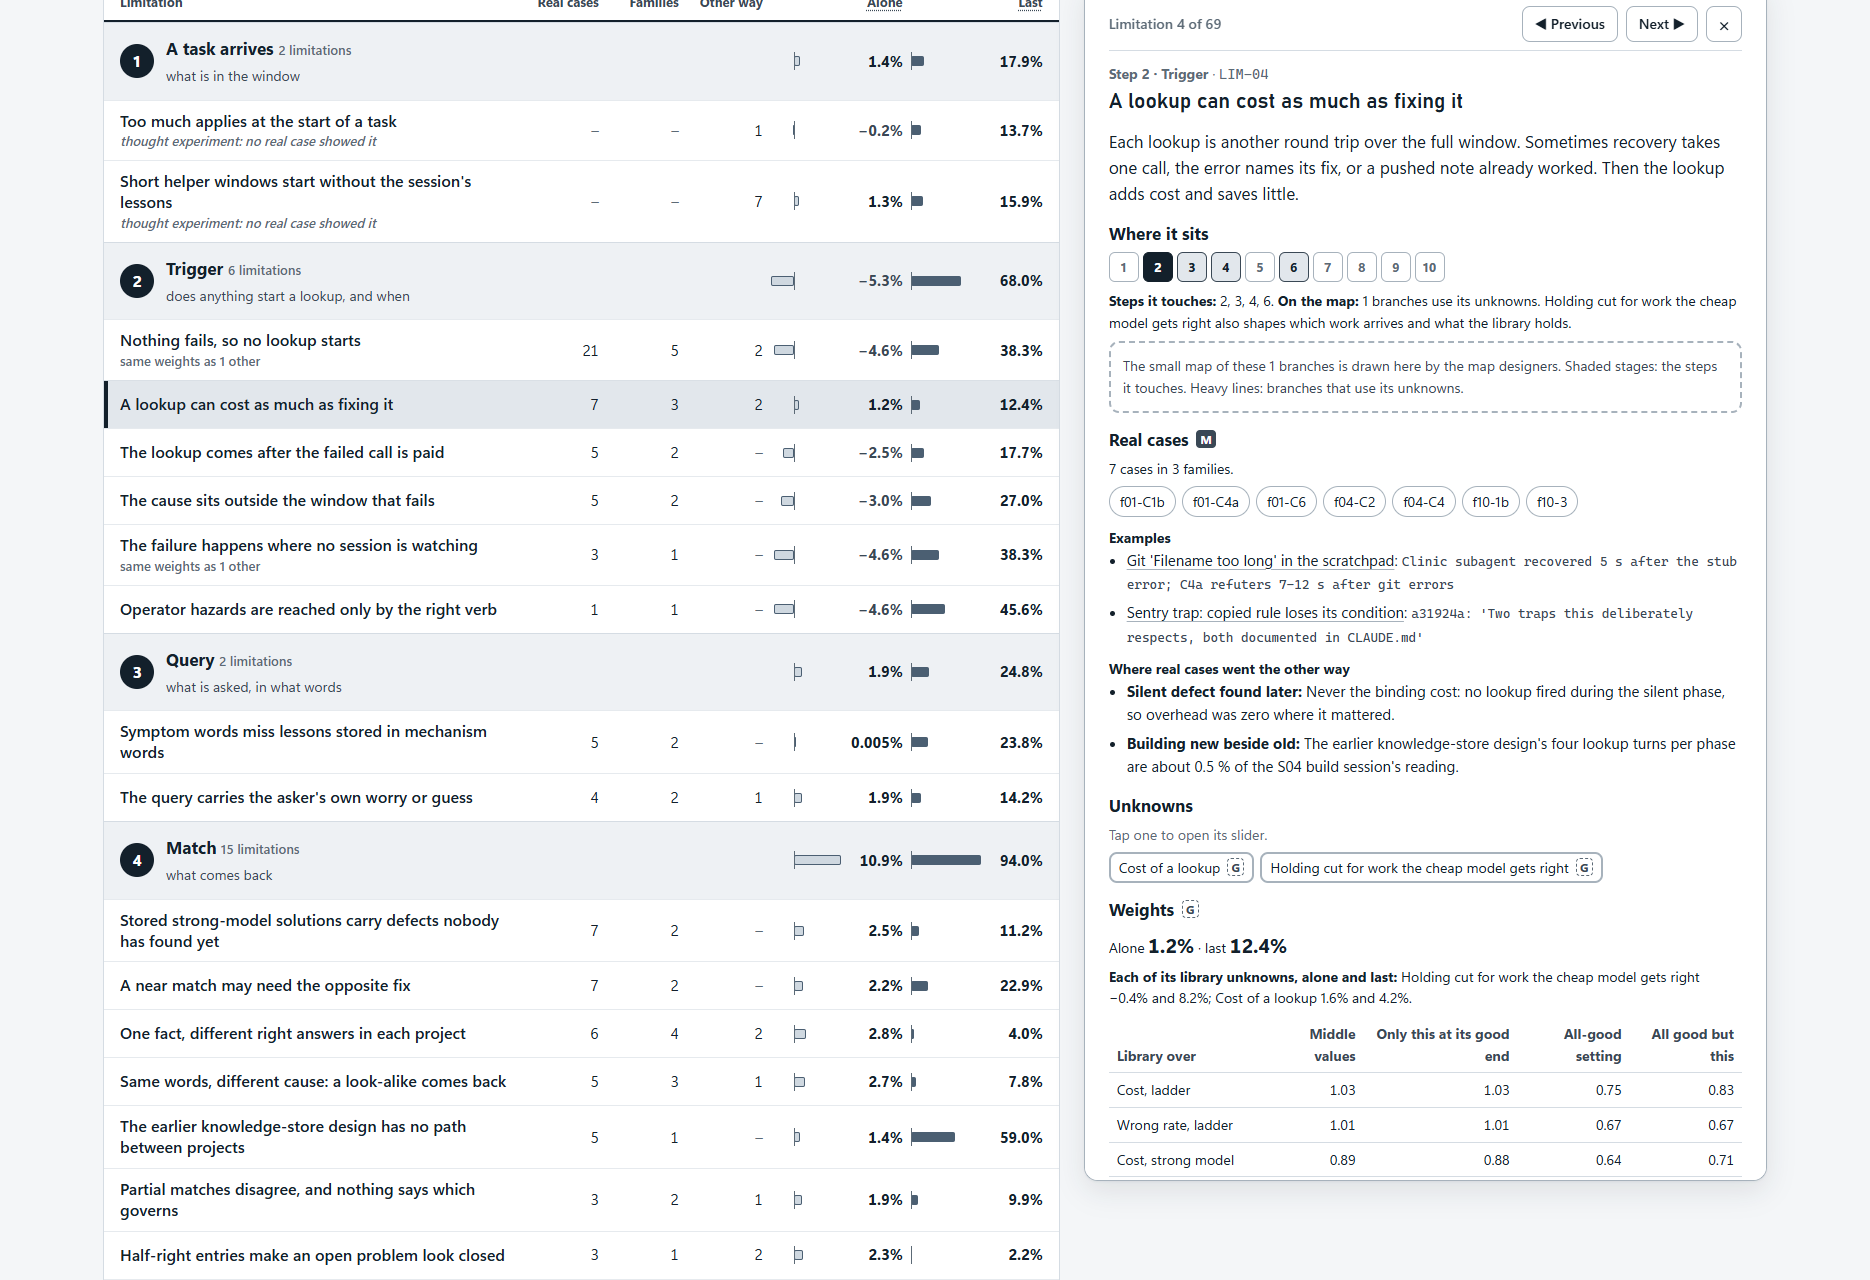 Limitation Real cases Families Other way Alone Last
1 A task arrives 2 limitations 1.4% 17.9%
what is in the window
Too much applies at the start of a task – – 1 −0.2% 13.7%
thought experiment: no real case showed it
Short helper windows start without the session's
lessons – – 7 1.3% 15.9%
thought experiment: no real case showed it
2 Trigger 6 limitations −5.3% 68.0%
does anything start a lookup, and when
Nothing fails, so no lookup starts 21 5 2 −4.6% 38.3%
same weights as 1 other
A lookup can cost as much as fixing it 7 3 2 1.2% 12.4%
The lookup comes after the failed call is paid 5 2 – −2.5% 17.7%
The cause sits outside the window that fails 5 2 – −3.0% 27.0%
The failure happens where no session is watching 3 1 – −4.6% 38.3%
same weights as 1 other
Operator hazards are reached only by the right verb 1 1 – −4.6% 45.6%
3 Query 2 limitations 1.9% 24.8%
what is asked, in what words
Symptom words miss lessons stored in mechanism
words 5 2 – 0.005% 23.8%
The query carries the asker's own worry or guess 4 2 1 1.9% 14.2%
4 Match 15 limitations 10.9% 94.0%
what comes back
Stored strong-model solutions carry defects nobody
has found yet 7 2 – 2.5% 11.2%
A near match may need the opposite fix 7 2 – 2.2% 22.9%
One fact, different right answers in each project 6 4 2 2.8% 4.0%
Same words, different cause: a look-alike comes back 5 3 1 2.7% 7.8%
The earlier knowledge-store design has no path
between projects 5 1 – 1.4% 59.0%
Partial matches disagree, and nothing says which
governs 3 2 1 1.9% 9.9%
Half-right entries make an open problem look closed 3 1 2 2.3% 2.2%
Limitation 4 of 69 ◀ Previous Next ▶ ×
Step 2 · Trigger · LIM-04
A lookup can cost as much as fixing it
Each lookup is another round trip over the full window. Sometimes recovery takes
one call, the error names its fix, or a pushed note already worked. Then the lookup
adds cost and saves little.
Where it sits
1 2 3 4 5 6 7 8 9 10
Steps it touches: 2, 3, 4, 6. On the map: 1 branches use its unknowns. Holding cut for work the cheap
model gets right also shapes which work arrives and what the library holds.
The small map of these 1 branches is drawn here by the map designers. Shaded stages: the steps
it touches. Heavy lines: branches that use its unknowns.
Real cases M
7 cases in 3 families.
f01-C1b f01-C4a f01-C6 f04-C2 f04-C4 f10-1b f10-3
Examples
• Git 'Filename too long' in the scratchpad: Clinic subagent recovered 5 s after the stub
error; C4a refuters 7-12 s after git errors
• Sentry trap: copied rule loses its condition: a31924a: 'Two traps this deliberately
respects, both documented in CLAUDE.md'
Where real cases went the other way
• Silent defect found later: Never the binding cost: no lookup fired during the silent phase,
so overhead was zero where it mattered.
• Building new beside old: The earlier knowledge-store design's four lookup turns per phase
are about 0.5 % of the S04 build session's reading.
Unknowns
Tap one to open its slider.
Cost of a lookup G Holding cut for work the cheap model gets right G
Weights G
Alone 1.2% · last 12.4%
Each of its library unknowns, alone and last: Holding cut for work the cheap model gets right
−0.4% and 8.2%; Cost of a lookup 1.6% and 4.2%.
Library over Middle values Only this at its good end All-good setting All good but this
Cost, ladder 1.03 1.03 0.75 0.83
Wrong rate, ladder 1.01 1.01 0.67 0.67
Cost, strong model 0.89 0.88 0.64 0.71